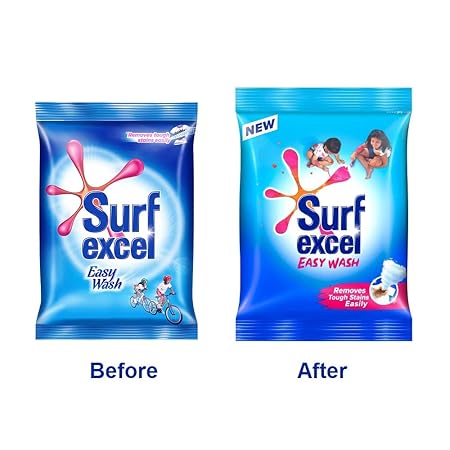 Removes tough
stains easily
Surf
excel
Easy
Wash
Before
NEW
Surf
excel
EASY WASH
Removes
Tough Stains
Easily
After